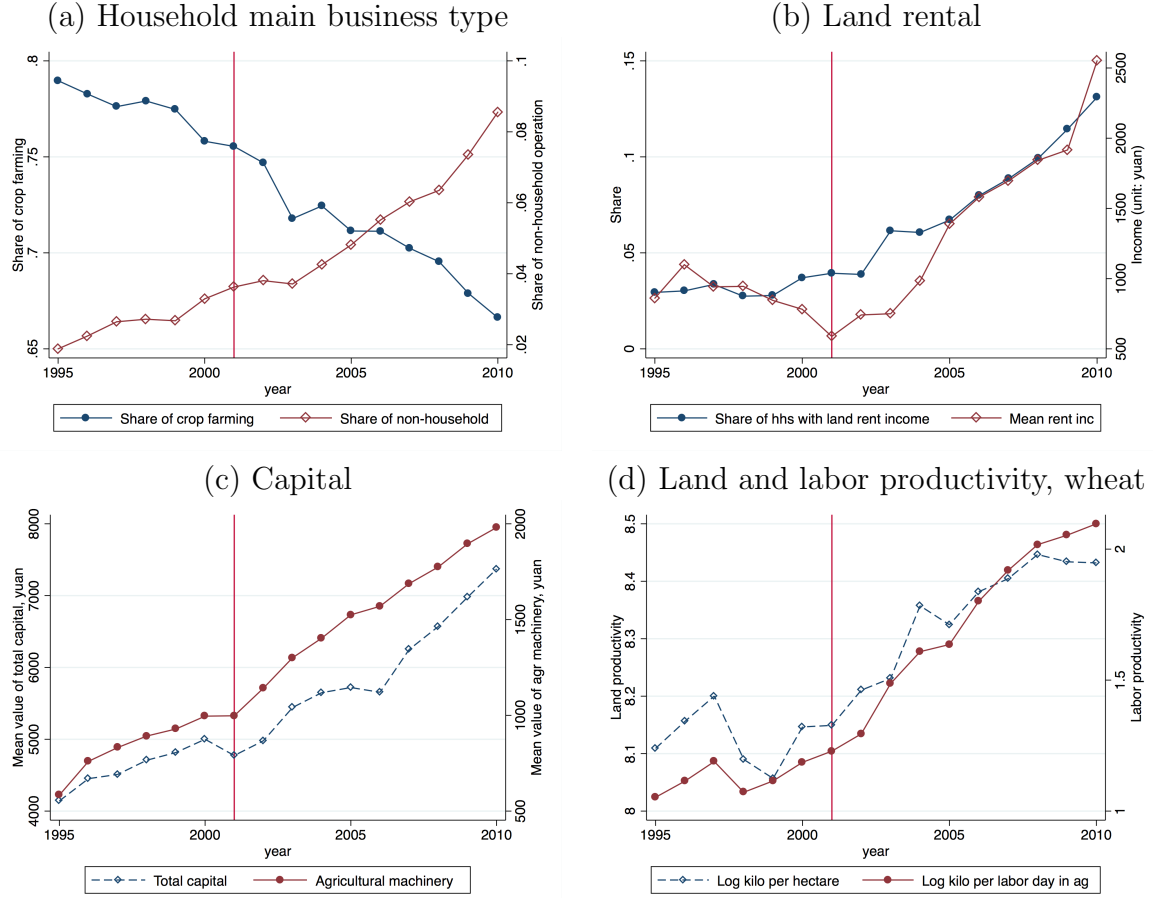 (a) Household main business type
.8
.75
.7
.65
Share of crop farming
.1
.08
.06
.04
.02
Share of non-household operation
1995
2000
2005
2010
year
Share of crop farming
Share of non-household
(b) Land rental
.15
.1
.05
0
Share
2500
2000
1500
1000
500
Income (unit: yuan)
1995
2000
2005
2010
year
Share of hhs with land rent income
Mean rent inc
(c) Capital
8000
7000
6000
5000
4000
Mean value of total capital, yuan
2000
1500
1000
500
Mean value of agr machinery, yuan
1995
2000
2005
2010
year
Total capital
Agricultural machinery
(d) Land and labor productivity, wheat
8.5
8.4
8.3
8.2
8.1
8
Land productivity
2
1.5
1
Labor productivity
1995
2000
2005
2010
year
Log kilo per hectare
Log kilo per labor day in ag